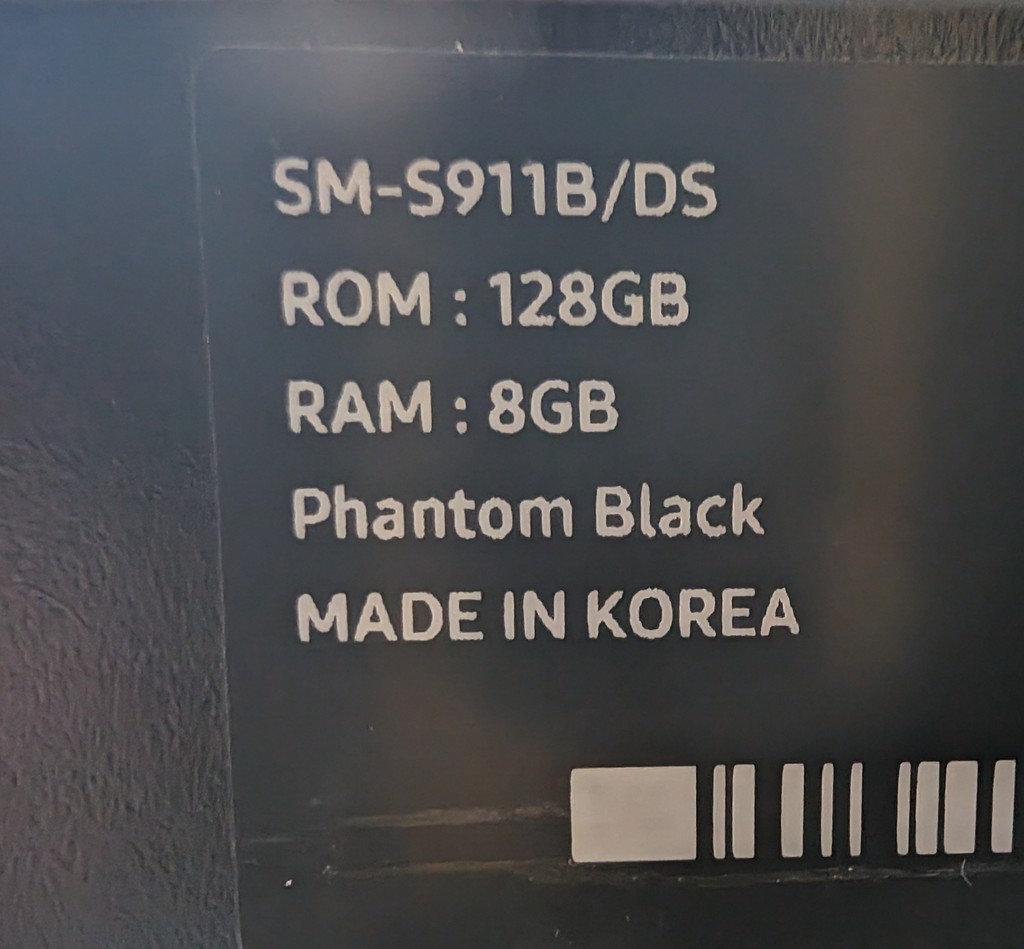 SM-S911B/DS
ROM : 128GB
RAM : 8GB
Phantom Black
MADE IN KOREA